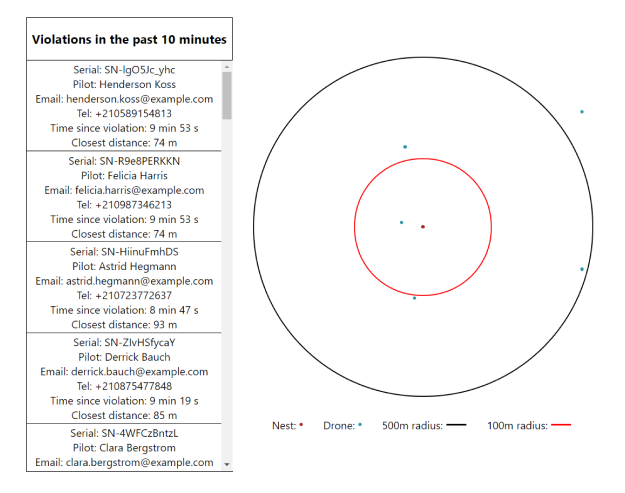 Violations in the past 10 minutes
Serial: SN-lgO5Jc_yhc
Pilot: Henderson Koss
Email: henderson.koss@example.com
Tel: +210589154813
Time since violation: 9 min 53 s
Closest distance: 74 m
Serial: SN-R9e8PERKKN
Pilot: Felicia Harris
Email: felicia.harris@example.com
Tel: +210987346213
Time since violation: 9 min 53 s
Closest distance: 74 m
Serial: SN-HiinuFmhDS
Pilot: Astrid Hegmann
Email: astrid.hegmann@example.com
Tel: +210723772637
Time since violation: 8 min 47 s
Closest distance: 93 m
Serial: SN-ZlvHSfycaY
Pilot: Derrick Bauch
Email: derrick.bauch@example.com
Tel: +210875477848
Time since violation: 9 min 19 s
Closest distance: 85 m
Serial: SN-4WFCzBntzL
Pilot: Clara Bergstrom
Email: clara.bergstrom@example.com
Nest: Drone: 500m radius: 100m radius: